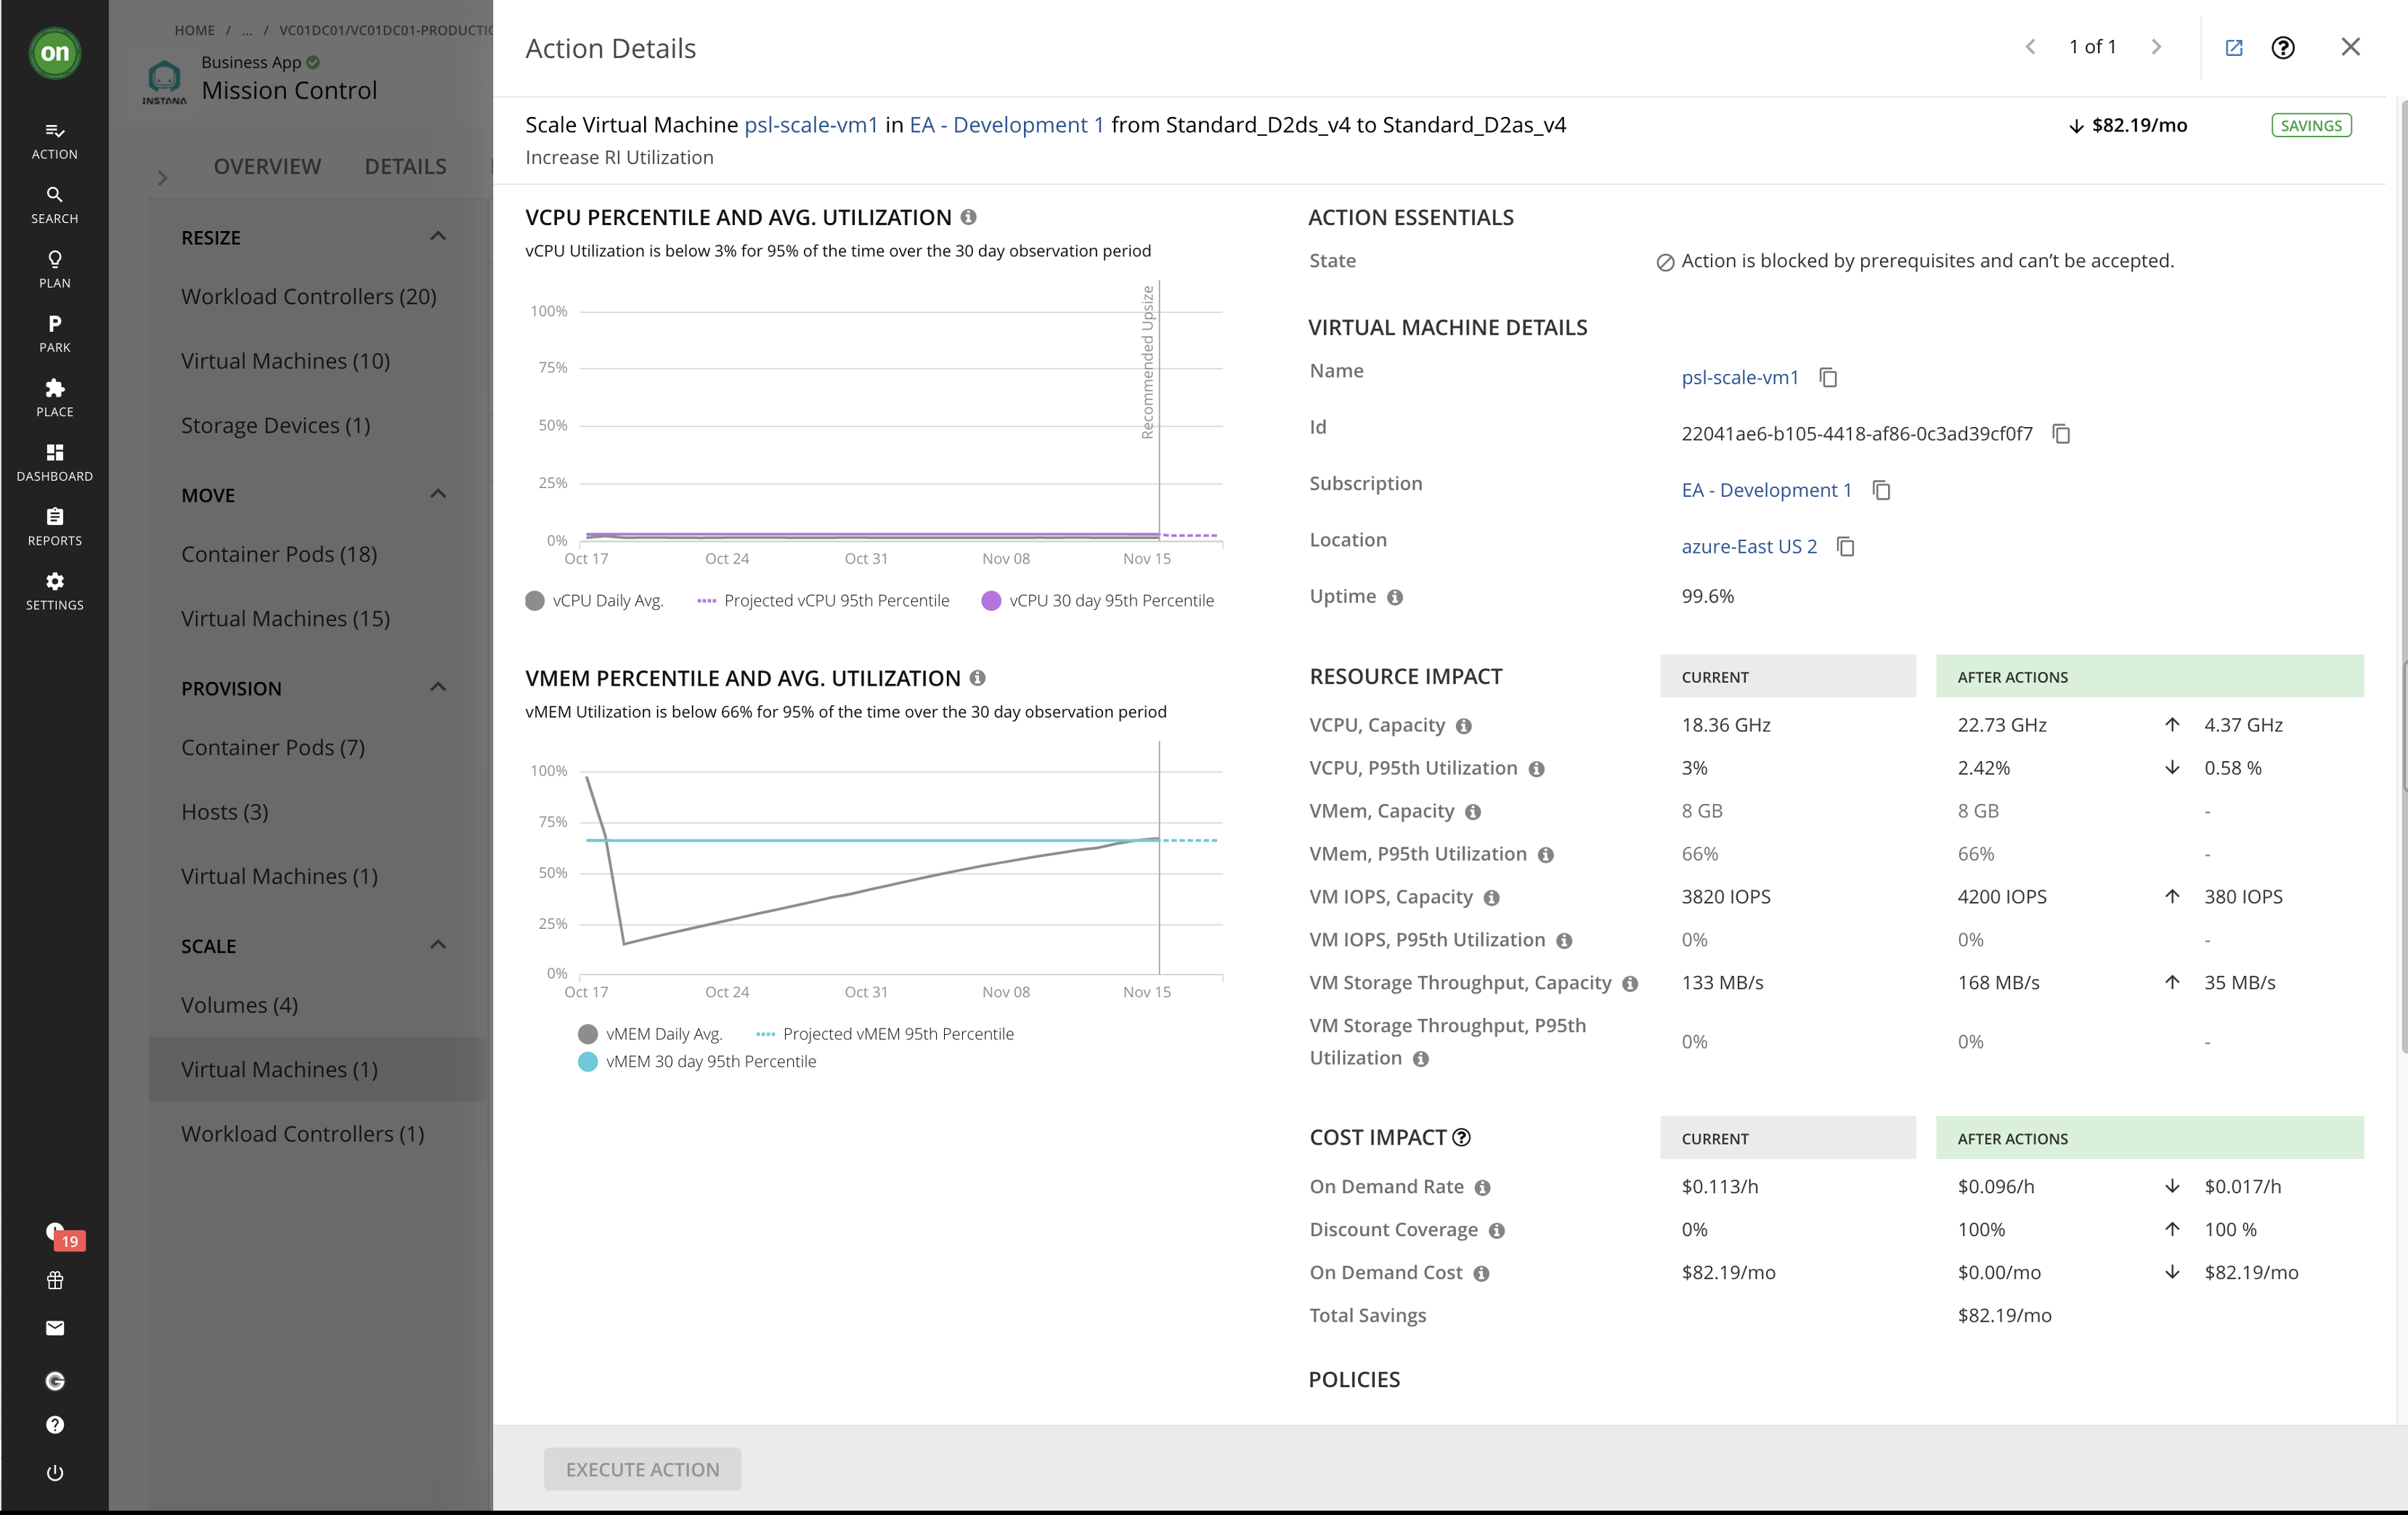 on
ACTION
SEARCH
PLAN
P
PARK
PLACE
DASHBOARD
REPORTS
SETTINGS
19
HOME / ... / VC01DC01/VC01DC01-PRODUCTIO
INSTANA
Business App
Mission Control
OVERVIEW DETAILS
RESIZE
Workload Controllers (20)
Virtual Machines (10)
Storage Devices (1)
MOVE
Container Pods (18)
Virtual Machines (15)
PROVISION
Container Pods (7)
Hosts (3)
Virtual Machines (1)
SCALE
Volumes (4)
Virtual Machines (1)
Workload Controllers (1)
Action Details
1 of 1
Scale Virtual Machine psl-scale-vm1 in EA - Development 1 from Standard_D2ds_v4 to Standard_D2as_v4
↓ $82.19/mo
SAVINGS
Increase RI Utilization
VCPU PERCENTILE AND AVG. UTILIZATION
vCPU Utilization is below 3% for 95% of the time over the 30 day observation period
100%
75%
50%
25%
0%
Recommended Upsize
Oct 17 Oct 24 Oct 31 Nov 08 Nov 15
vCPU Daily Avg. Projected vCPU 95th Percentile vCPU 30 day 95th Percentile
VMEM PERCENTILE AND AVG. UTILIZATION
vMEM Utilization is below 66% for 95% of the time over the 30 day observation period
100%
75%
50%
25%
0%
Oct 17 Oct 24 Oct 31 Nov 08 Nov 15
vMEM Daily Avg. Projected vMEM 95th Percentile
vMEM 30 day 95th Percentile
ACTION ESSENTIALS
State Action is blocked by prerequisites and can’t be accepted.
VIRTUAL MACHINE DETAILS
Name psl-scale-vm1
Id 22041ae6-b105-4418-af86-0c3ad39cf0f7
Subscription EA - Development 1
Location azure-East US 2
Uptime 99.6%
RESOURCE IMPACT CURRENT AFTER ACTIONS
VCPU, Capacity 18.36 GHz 22.73 GHz ↑ 4.37 GHz
VCPU, P95th Utilization 3% 2.42% ↓ 0.58 %
VMem, Capacity 8 GB 8 GB -
VMem, P95th Utilization 66% 66% -
VM IOPS, Capacity 3820 IOPS 4200 IOPS ↑ 380 IOPS
VM IOPS, P95th Utilization 0% 0% -
VM Storage Throughput, Capacity 133 MB/s 168 MB/s ↑ 35 MB/s
VM Storage Throughput, P95th
Utilization 0% 0% -
COST IMPACT CURRENT AFTER ACTIONS
On Demand Rate $0.113/h $0.096/h ↓ $0.017/h
Discount Coverage 0% 100% ↑ 100 %
On Demand Cost $82.19/mo $0.00/mo ↓ $82.19/mo
Total Savings $82.19/mo
POLICIES
EXECUTE ACTION